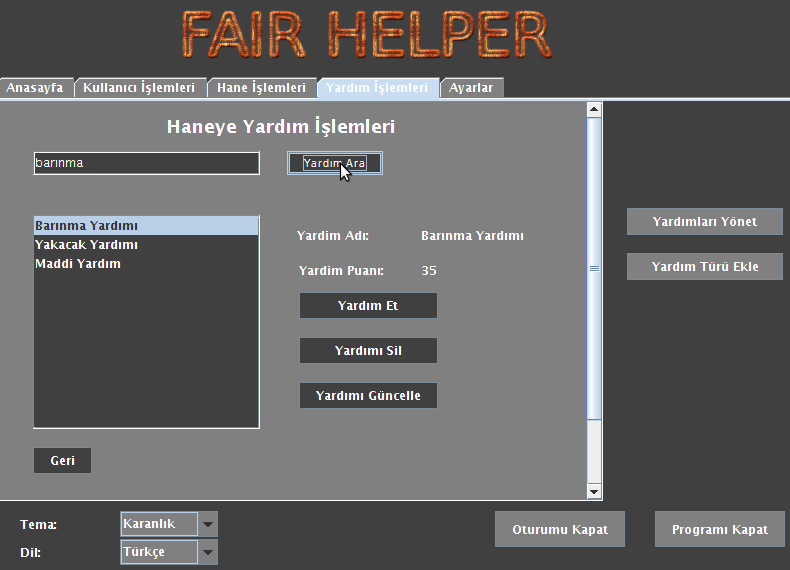 FAIR HELPER
Anasayfa Kullanıcı İşlemleri Hane İşlemleri Yardım İşlemleri Ayarlar
Haneye Yardım İşlemleri
barınma Yardım Ara
Barınma Yardımı
Yakacak Yardımı
Maddi Yardım
Yardim Adı: Barınma Yardımı
Yardim Puanı: 35
Yardım Et
Yardımı Sil
Yardımı Güncelle
Geri
Yardımları Yönet
Yardım Türü Ekle
Tema: Karanlık
Dil: Türkçe
Oturumu Kapat Programı Kapat